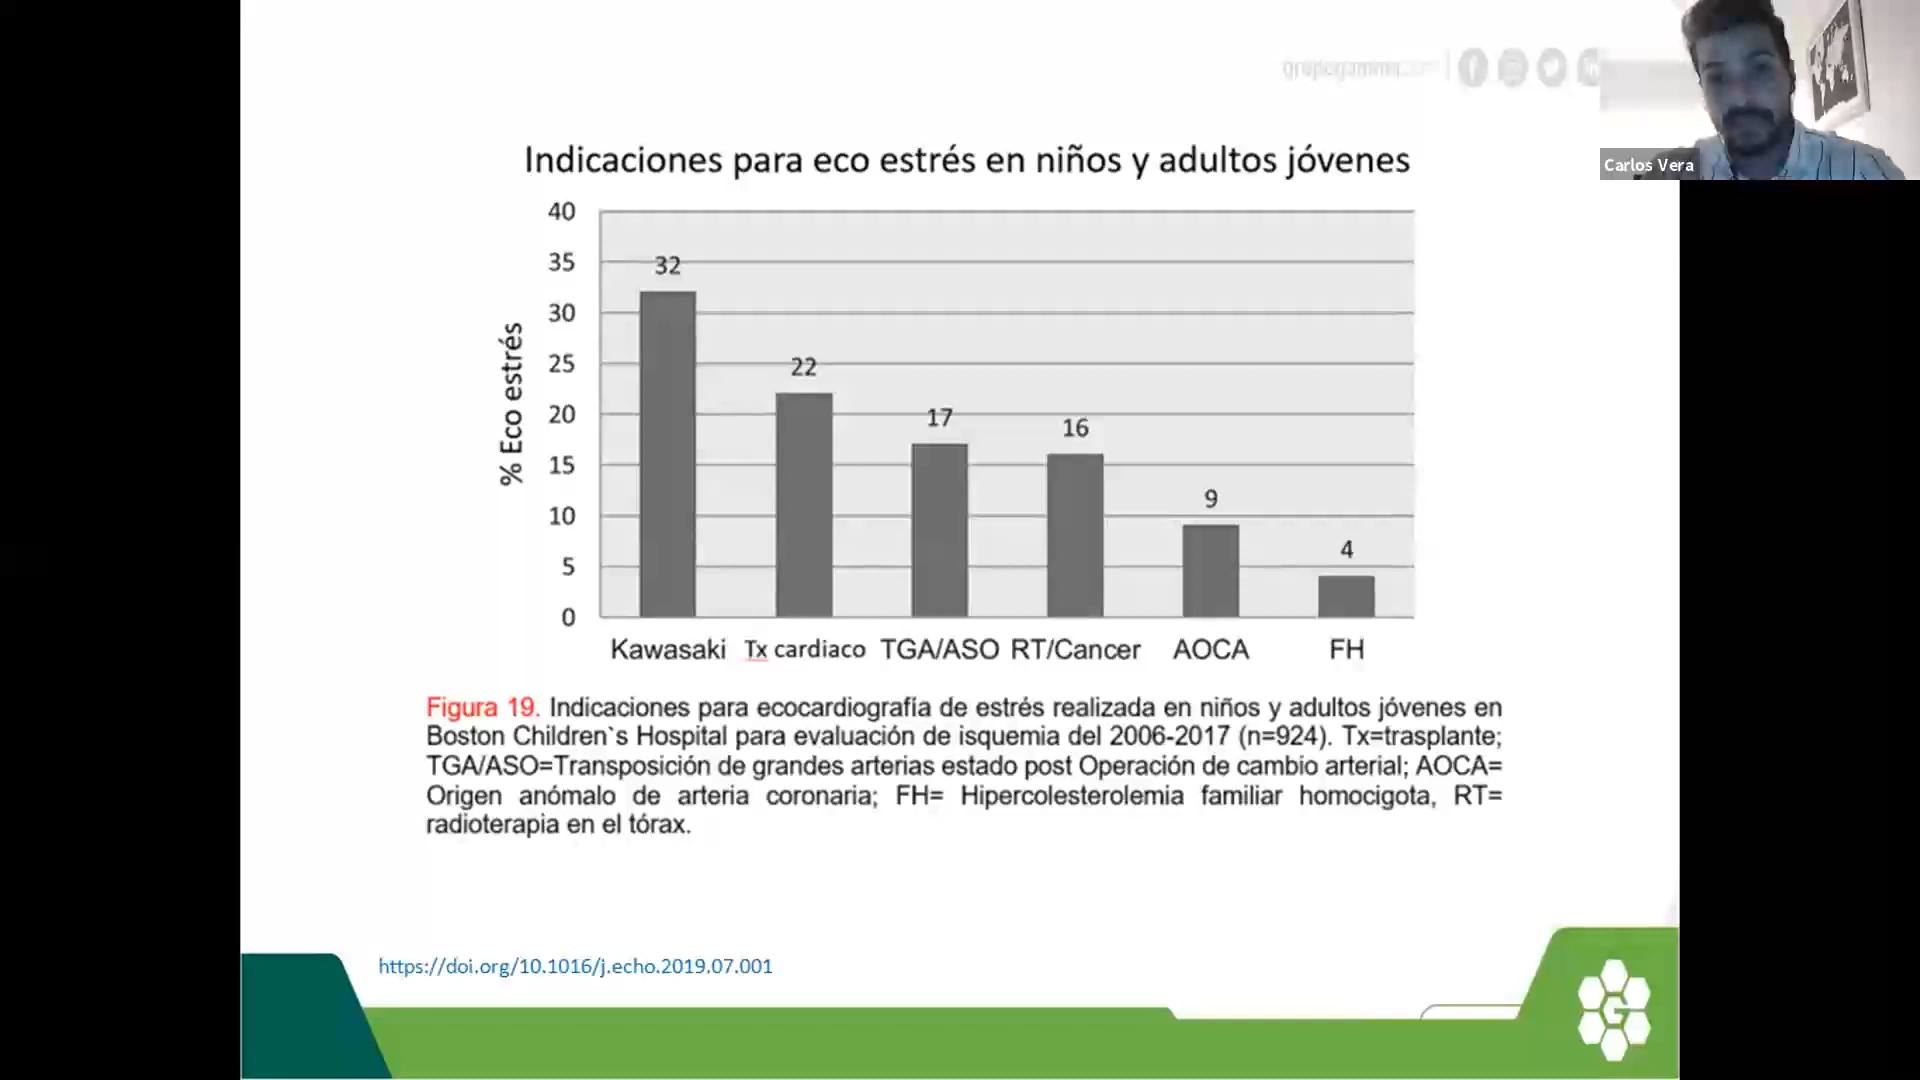 Carlos Vera
Indicaciones para eco estrés en niños y adultos jóvenes
% Eco estrés
40
35
30
25
20
15
10
5
0
32
22
17
16
9
4
Kawasaki Tx cardiaco TGA/ASO RT/Cancer AOCA FH
Figura 19. Indicaciones para ecocardiografía de estrés realizada en niños y adultos jóvenes en
Boston Children`s Hospital para evaluación de isquemia del 2006-2017 (n=924). Tx=trasplante;
TGA/ASO=Transposición de grandes arterias estado post Operación de cambio arterial; AOCA=
Origen anómalo de arteria coronaria; FH= Hipercolesterolemia familiar homocigota, RT=
radioterapia en el tórax.
https://doi.org/10.1016/j.echo.2019.07.001
G